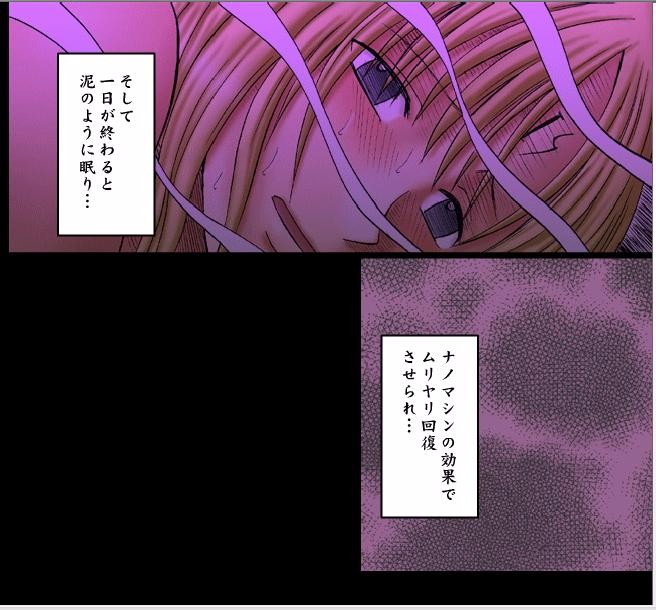 そして
一日が終わると
泥のように眠り…
ナノマシンの効果で
ムリヤリ回復
させられ…